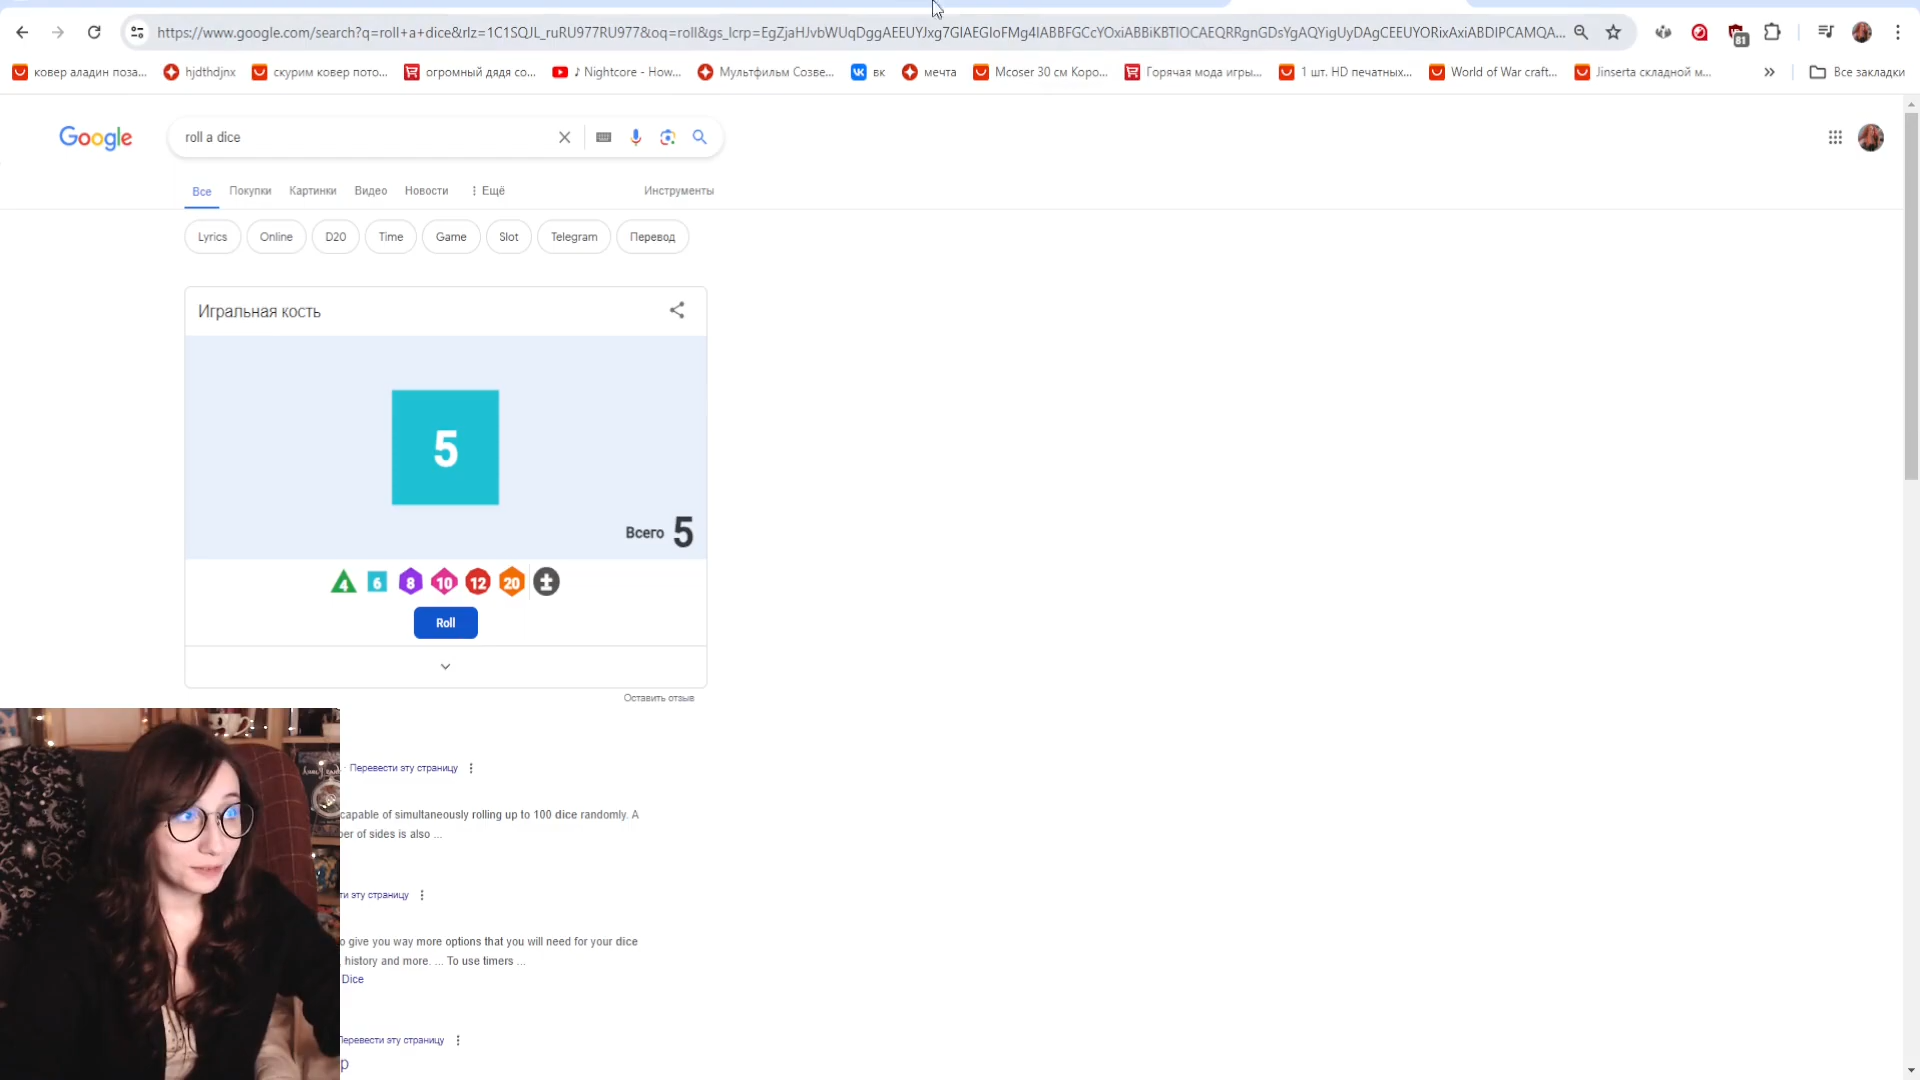 https://www.google.com/search?q=roll+a+dice&rlz=1C1SQJL_ruRU977RU977&oq=roll&gs_lcrp=EgZjaHJvbWUqDggAEEUYJxg7GIAEGIoFMg4IABBFGCcYOxiABBiKBTIOCAEQRRgnGDsYgAQYigUyDAgCEEUYORixAxiABDIPCAMQA...
81
ковер аладин поза...
hjdthdjnx
скурим ковер пото...
огромный дядя со...
♪ Nightcore - How...
Мультфильм Созве...
вк
мечта
Mcoser 30 см Коро...
Горячая мода игры...
1 шт. HD печатных...
World of War craft...
Jinserta складной м...
Все закладки
Google
roll a dice
Все
Покупки
Картинки
Видео
Новости
Ещё
Инструменты
Lyrics
Online
D20
Time
Game
Slot
Telegram
Перевод
Игральная кость
5
Всего 5
4 6 8 10 12 20 ±
Roll
Оставить отзыв
· Перевести эту страницу
capable of simultaneously rolling up to 100 dice randomly. A
ber of sides is also ...
ти эту страницу
o give you way more options that you will need for your dice
, history and more. ... To use timers ...
Dice
Перевести эту страницу
p